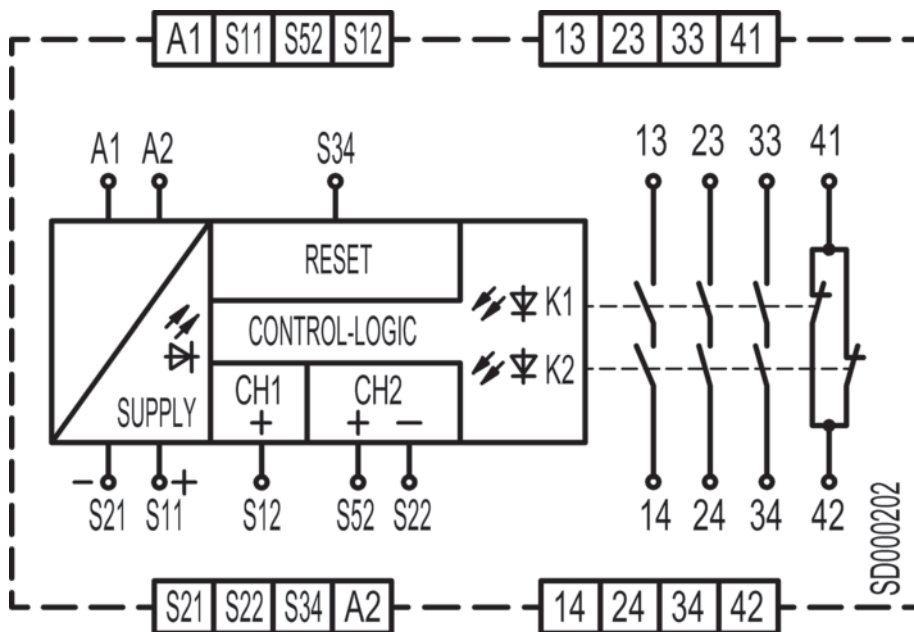 A1 S11 S52 S12 13 23 33 41
A1 A2 S34 13 23 33 41
RESET
K1
CONTROL-LOGIC
K2
CH1 CH2
SUPPLY + + −
− S21 S11 + S12 S52 S22 14 24 34 42
SD000202
S21 S22 S34 A2 14 24 34 42